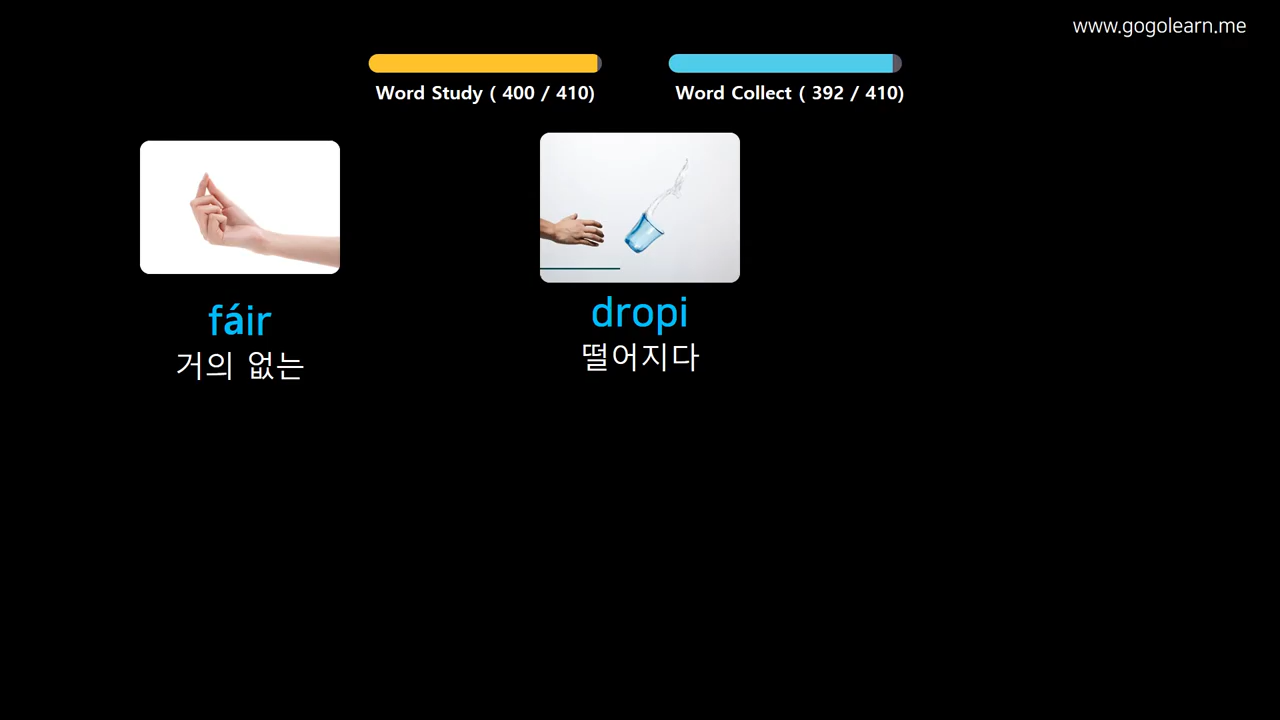 www.gogolearn.me
Word Study ( 400 / 410)
Word Collect ( 392 / 410)
fáir
거의 없는
dropi
떨어지다